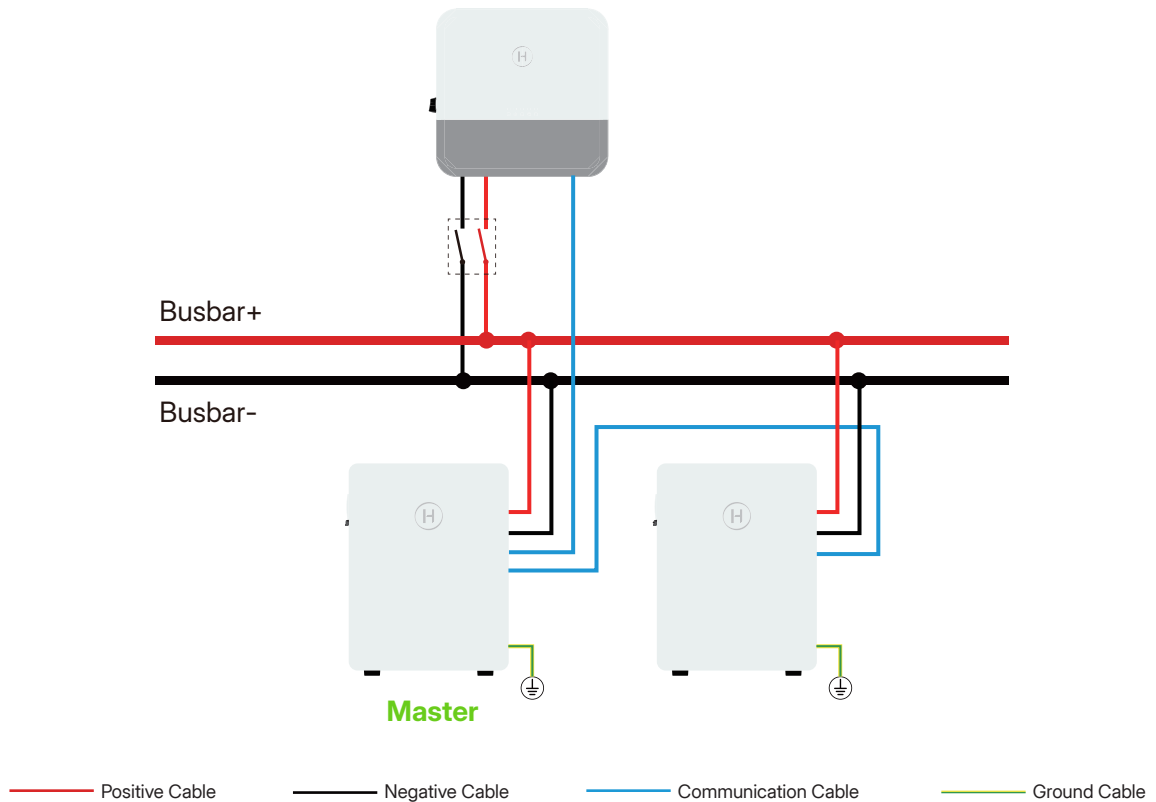 H
Busbar+
Busbar-
H
H
Master
Positive Cable
Negative Cable
Communication Cable
Ground Cable